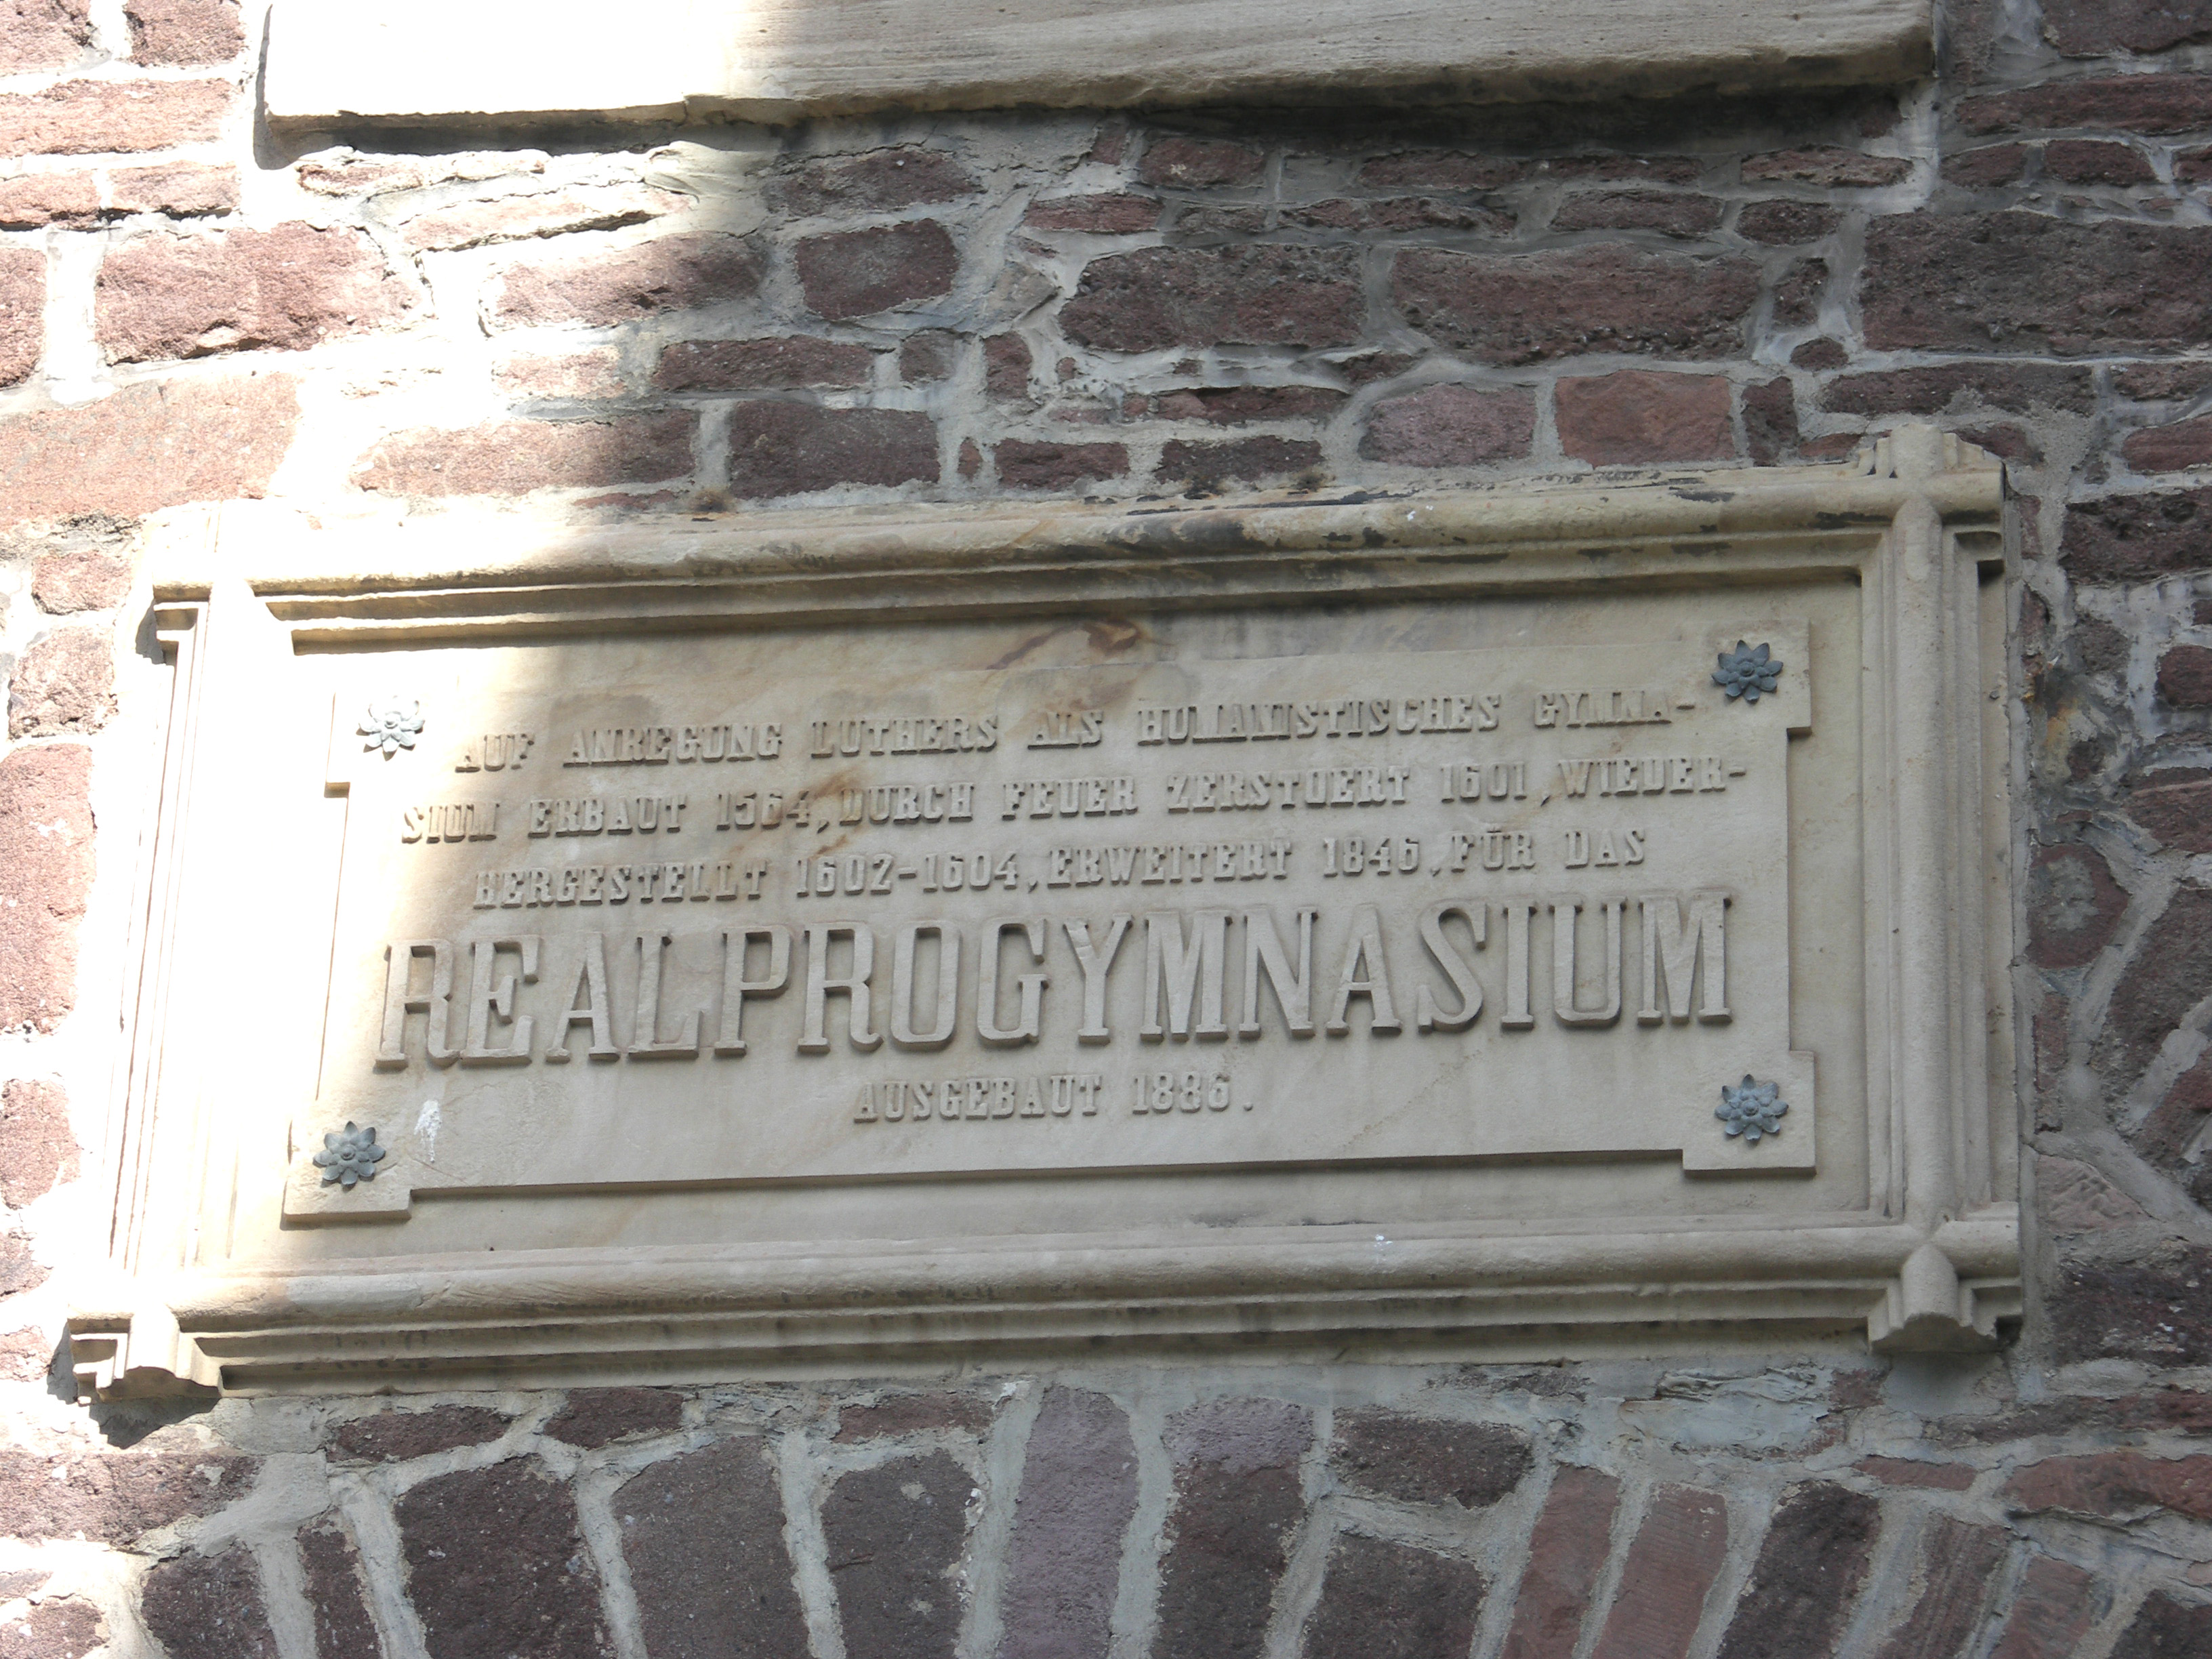 AUF ANREGUNG LUTHERS ALS HUMANISTISCHES GYMNA-
SIUM ERBAUT 1564, DURCH FEUER ZERSTOERT 1601, WIEDER-
HERGESTELLT 1602-1604, ERWEITERT 1846, FÜR DAS
REALPROGYMNASIUM
AUSGEBAUT 1886.